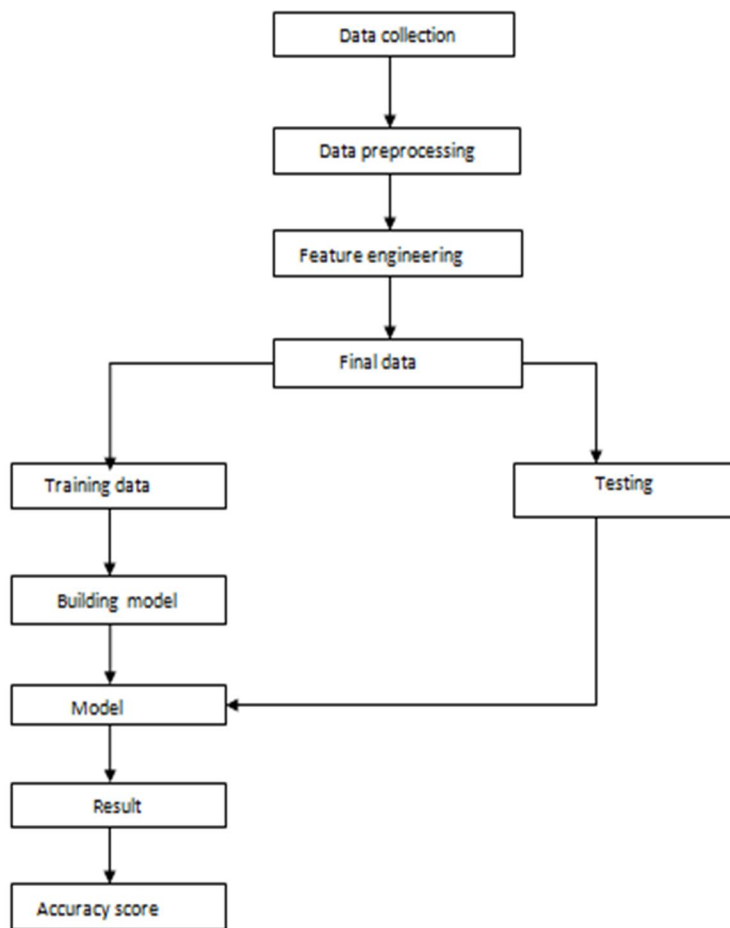 Data collection
Data preprocessing
Feature engineering
Final data
Training data
Testing
Building model
Model
Result
Accuracy score